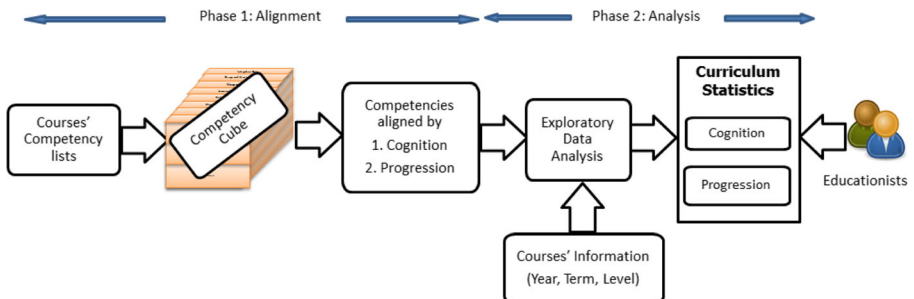 Phase 1: Alignment
Phase 2: Analysis
Courses'
Competency
lists
Competency
Cube
Competencies
aligned by
1. Cognition
2. Progression
Exploratory
Data
Analysis
Curriculum
Statistics
Cognition
Progression
Educationists
Courses' Information
(Year, Term, Level)